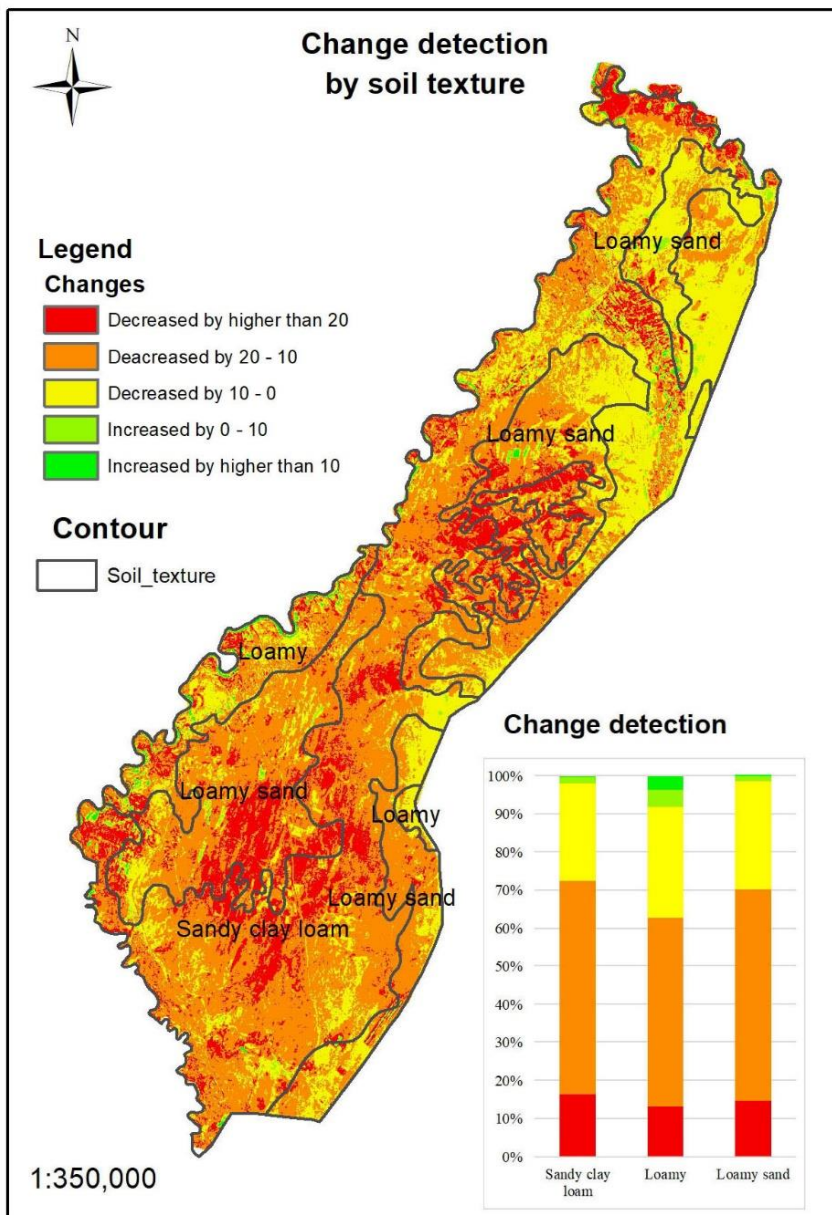 N
Change detection
by soil texture
Legend
Changes
Decreased by higher than 20
Deacreased by 20 - 10
Decreased by 10 - 0
Increased by 0 - 10
Increased by higher than 10
Contour
Soil_texture
Loamy sand
Loamy sand
Loamy
Loamy sand
Loamy
Loamy sand
Sandy clay loam
Change detection
100%
90%
80%
70%
60%
50%
40%
30%
20%
10%
0%
Sandy clay
loam
Loamy
Loamy sand
1:350,000